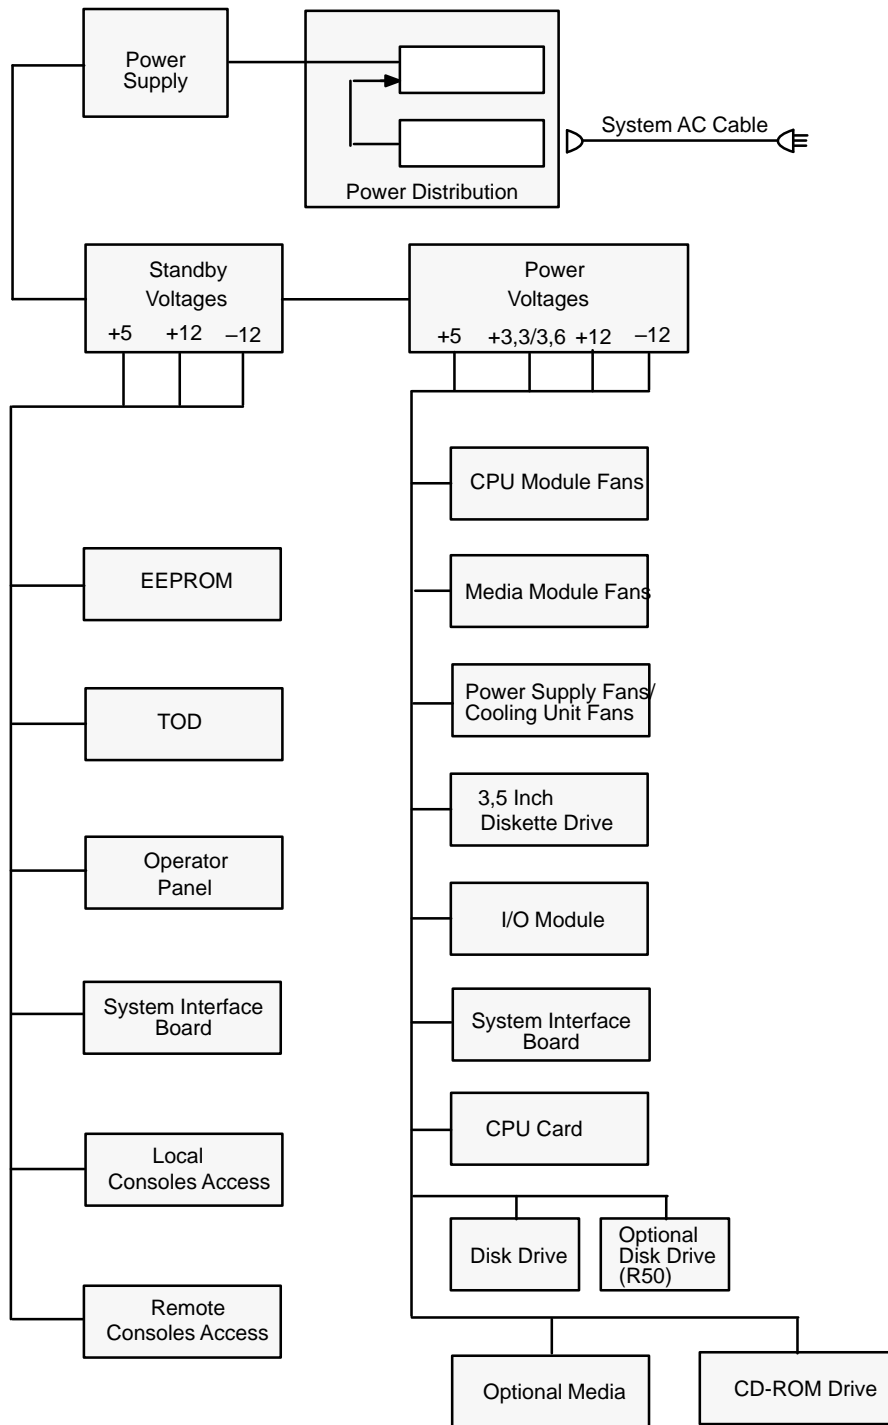 Power
Supply
System AC Cable
Power Distribution
Standby
Voltages
+5 +12 –12
Power
Voltages
+5 +3,3/3,6 +12 –12
CPU Module Fans
EEPROM
Media Module Fans
TOD
Power Supply Fans/
Cooling Unit Fans
3,5 Inch
Diskette Drive
Operator
Panel
I/O Module
System Interface
Board
System Interface
Board
CPU Card
Local
Consoles Access
Disk Drive
Optional
Disk Drive
(R50)
Remote
Consoles Access
Optional Media
CD-ROM Drive